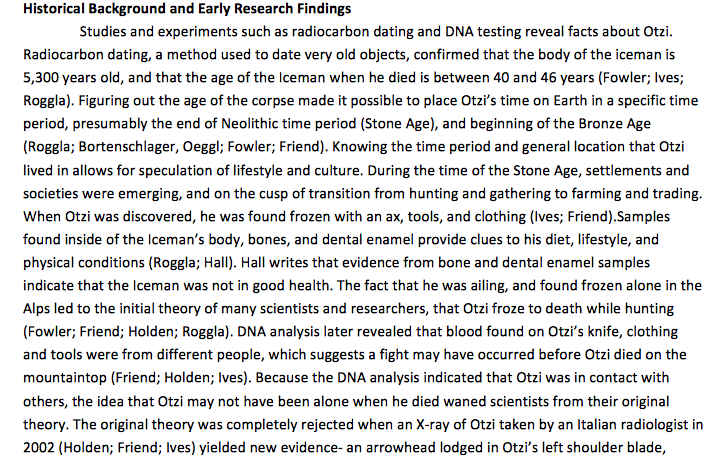 Historical Background and Early Research Findings
Studies and experiments such as radiocarbon dating and DNA testing reveal facts about Otzi.
Radiocarbon dating, a method used to date very old objects, confirmed that the body of the iceman is
5,300 years old, and that the age of the Iceman when he died is between 40 and 46 years (Fowler; Ives;
Roggla). Figuring out the age of the corpse made it possible to place Otzi’s time on Earth in a specific time
period, presumably the end of Neolithic time period (Stone Age), and beginning of the Bronze Age
(Roggla; Bortenschlager, Oeggl; Fowler; Friend). Knowing the time period and general location that Otzi
lived in allows for speculation of lifestyle and culture. During the time of the Stone Age, settlements and
societies were emerging, and on the cusp of transition from hunting and gathering to farming and trading.
When Otzi was discovered, he was found frozen with an ax, tools, and clothing (Ives; Friend).Samples
found inside of the Iceman’s body, bones, and dental enamel provide clues to his diet, lifestyle, and
physical conditions (Roggla; Hall). Hall writes that evidence from bone and dental enamel samples
indicate that the Iceman was not in good health. The fact that he was ailing, and found frozen alone in the
Alps led to the initial theory of many scientists and researchers, that Otzi froze to death while hunting
(Fowler; Friend; Holden; Roggla). DNA analysis later revealed that blood found on Otzi’s knife, clothing
and tools were from different people, which suggests a fight may have occurred before Otzi died on the
mountaintop (Friend; Holden; Ives). Because the DNA analysis indicated that Otzi was in contact with
others, the idea that Otzi may not have been alone when he died waned scientists from their original
theory. The original theory was completely rejected when an X-ray of Otzi taken by an Italian radiologist in
2002 (Holden; Friend; Ives) yielded new evidence- an arrowhead lodged in Otzi’s left shoulder blade,